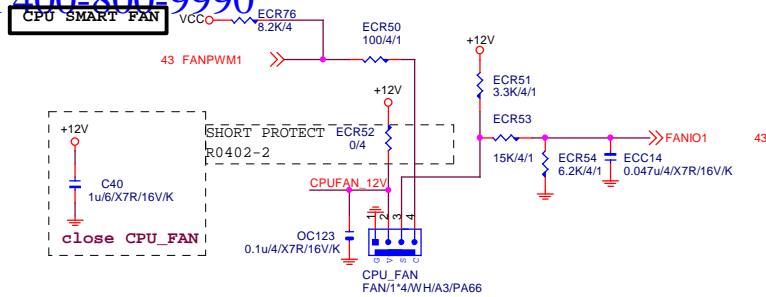 400-800-9990
CPU SMART FAN
VCC
ECR76
8.2K/4
ECR50
100/4/1
43 FANPWM1
+12V
ECR51
3.3K/4/1
+12V
+12V
SHORT PROTECT
R0402-2
ECR52
0/4
ECR53
15K/4/1
FANIO1
43
ECR54
6.2K/4/1
ECC14
0.047u/4/X7R/16V/K
C40
1u/6/X7R/16V/K
CPUFAN_12V
close CPU_FAN
OC123
0.1u/4/X7R/16V/K
1
2
3
4
G
V
S
C
CPU_FAN
FAN/1*4/WH/A3/PA66